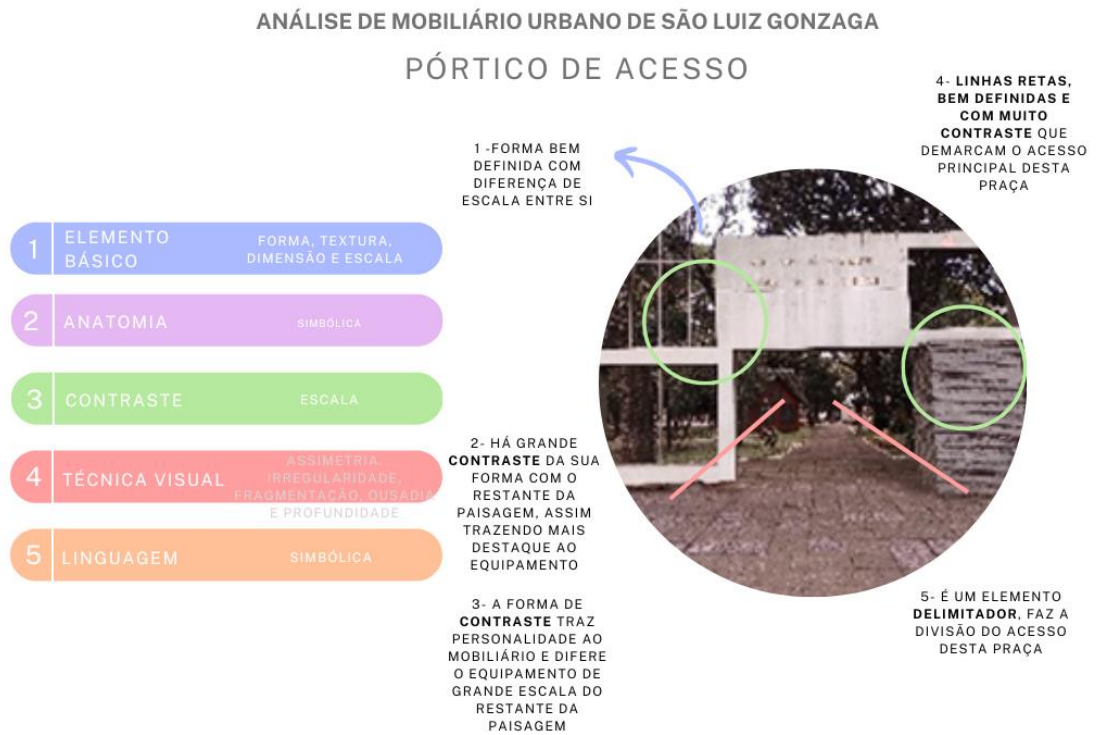 ANÁLISE DE MOBILIÁRIO URBANO DE SÃO LUIZ GONZAGA
PÓRTICO DE ACESSO
1 -FORMA BEM
DEFINIDA COM
DIFERENÇA DE
ESCALA ENTRE SI
4- LINHAS RETAS,
BEM DEFINIDAS E
COM MUITO
CONTRASTE QUE
DEMARCAM O ACESSO
PRINCIPAL DESTA
PRAÇA
1 ELEMENTO
BÁSICO
FORMA, TEXTURA,
DIMENSÃO E ESCALA
2 ANATOMIA
SIMBÓLICA
3 CONTRASTE
ESCALA
4 TÉCNICA VISUAL
ASSIMETRIA,
IRREGULARIDADE,
FRAGMENTAÇÃO, OUSADIA
E PROFUNDIDADE
5 LINGUAGEM
SIMBÓLICA
2- HÁ GRANDE
CONTRASTE DA SUA
FORMA COM O
RESTANTE DA
PAISAGEM, ASSIM
TRAZENDO MAIS
DESTAQUE AO
EQUIPAMENTO
3- A FORMA DE
CONTRASTE TRAZ
PERSONALIDADE AO
MOBILIÁRIO E DIFERE
O EQUIPAMENTO DE
GRANDE ESCALA DO
RESTANTE DA
PAISAGEM
5- É UM ELEMENTO
DELIMITADOR, FAZ A
DIVISÃO DO ACESSO
DESTA PRAÇA